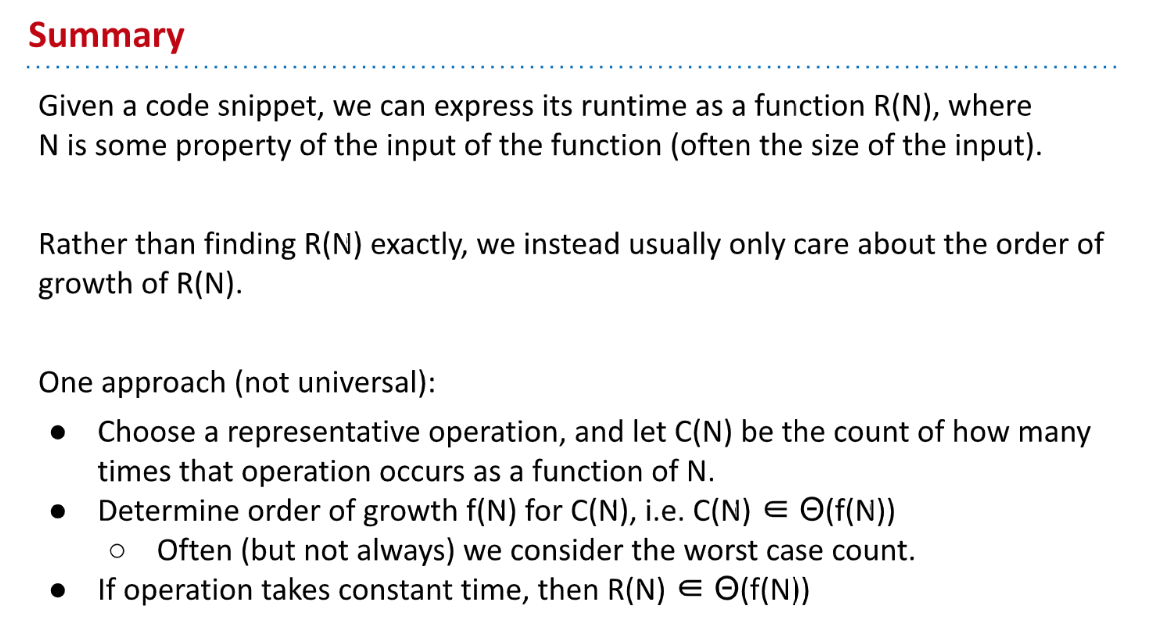 Summary
Given a code snippet, we can express its runtime as a function R(N), where
N is some property of the input of the function (often the size of the input).
Rather than finding R(N) exactly, we instead usually only care about the order of
growth of R(N).
One approach (not universal):
● Choose a representative operation, and let C(N) be the count of how many
times that operation occurs as a function of N.
● Determine order of growth f(N) for C(N), i.e. C(N) ∈ Θ(f(N))
○ Often (but not always) we consider the worst case count.
● If operation takes constant time, then R(N) ∈ Θ(f(N))